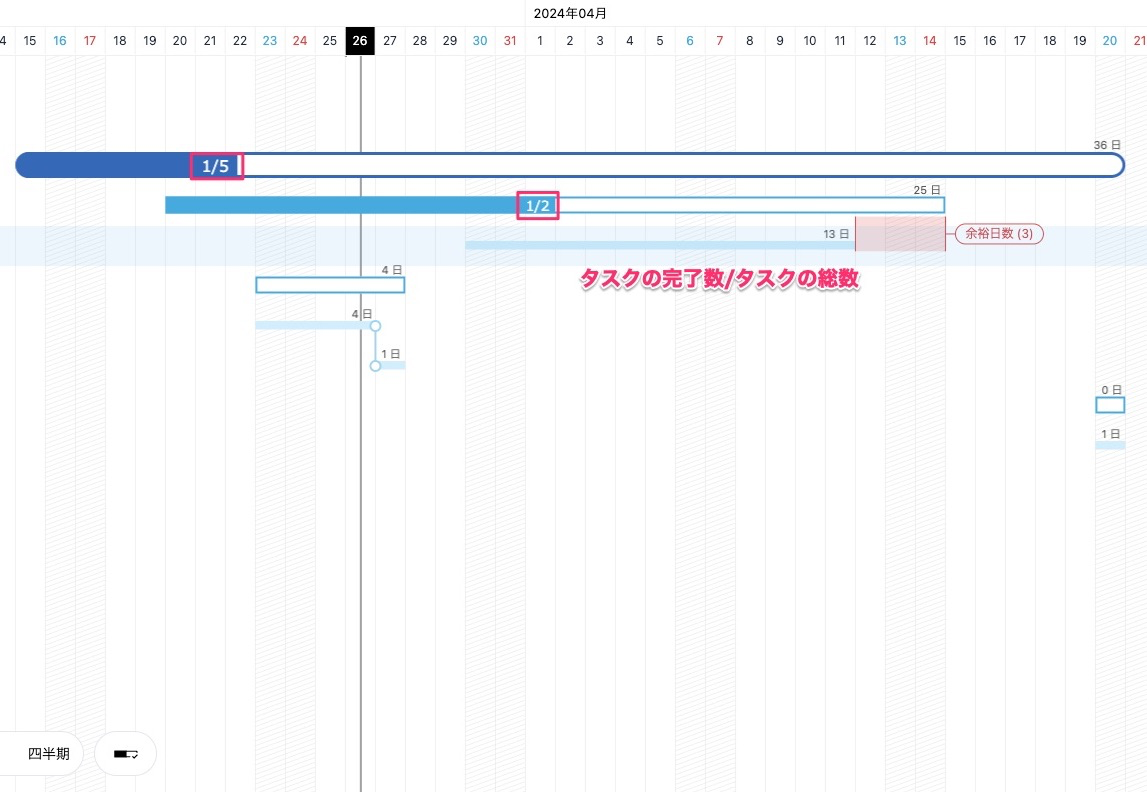 2024年04月
4 15 16 17 18 19 20 21 22 23 24 25 26 27 28 29 30 31 1 2 3 4 5 6 7 8 9 10 11 12 13 14 15 16 17 18 19 20 21
36 日
1/5
25 日
1/2
13 日
余裕日数 (3)
4 日
タスクの完了数/タスクの総数
4 日
1 日
0 日
1 日
四半期